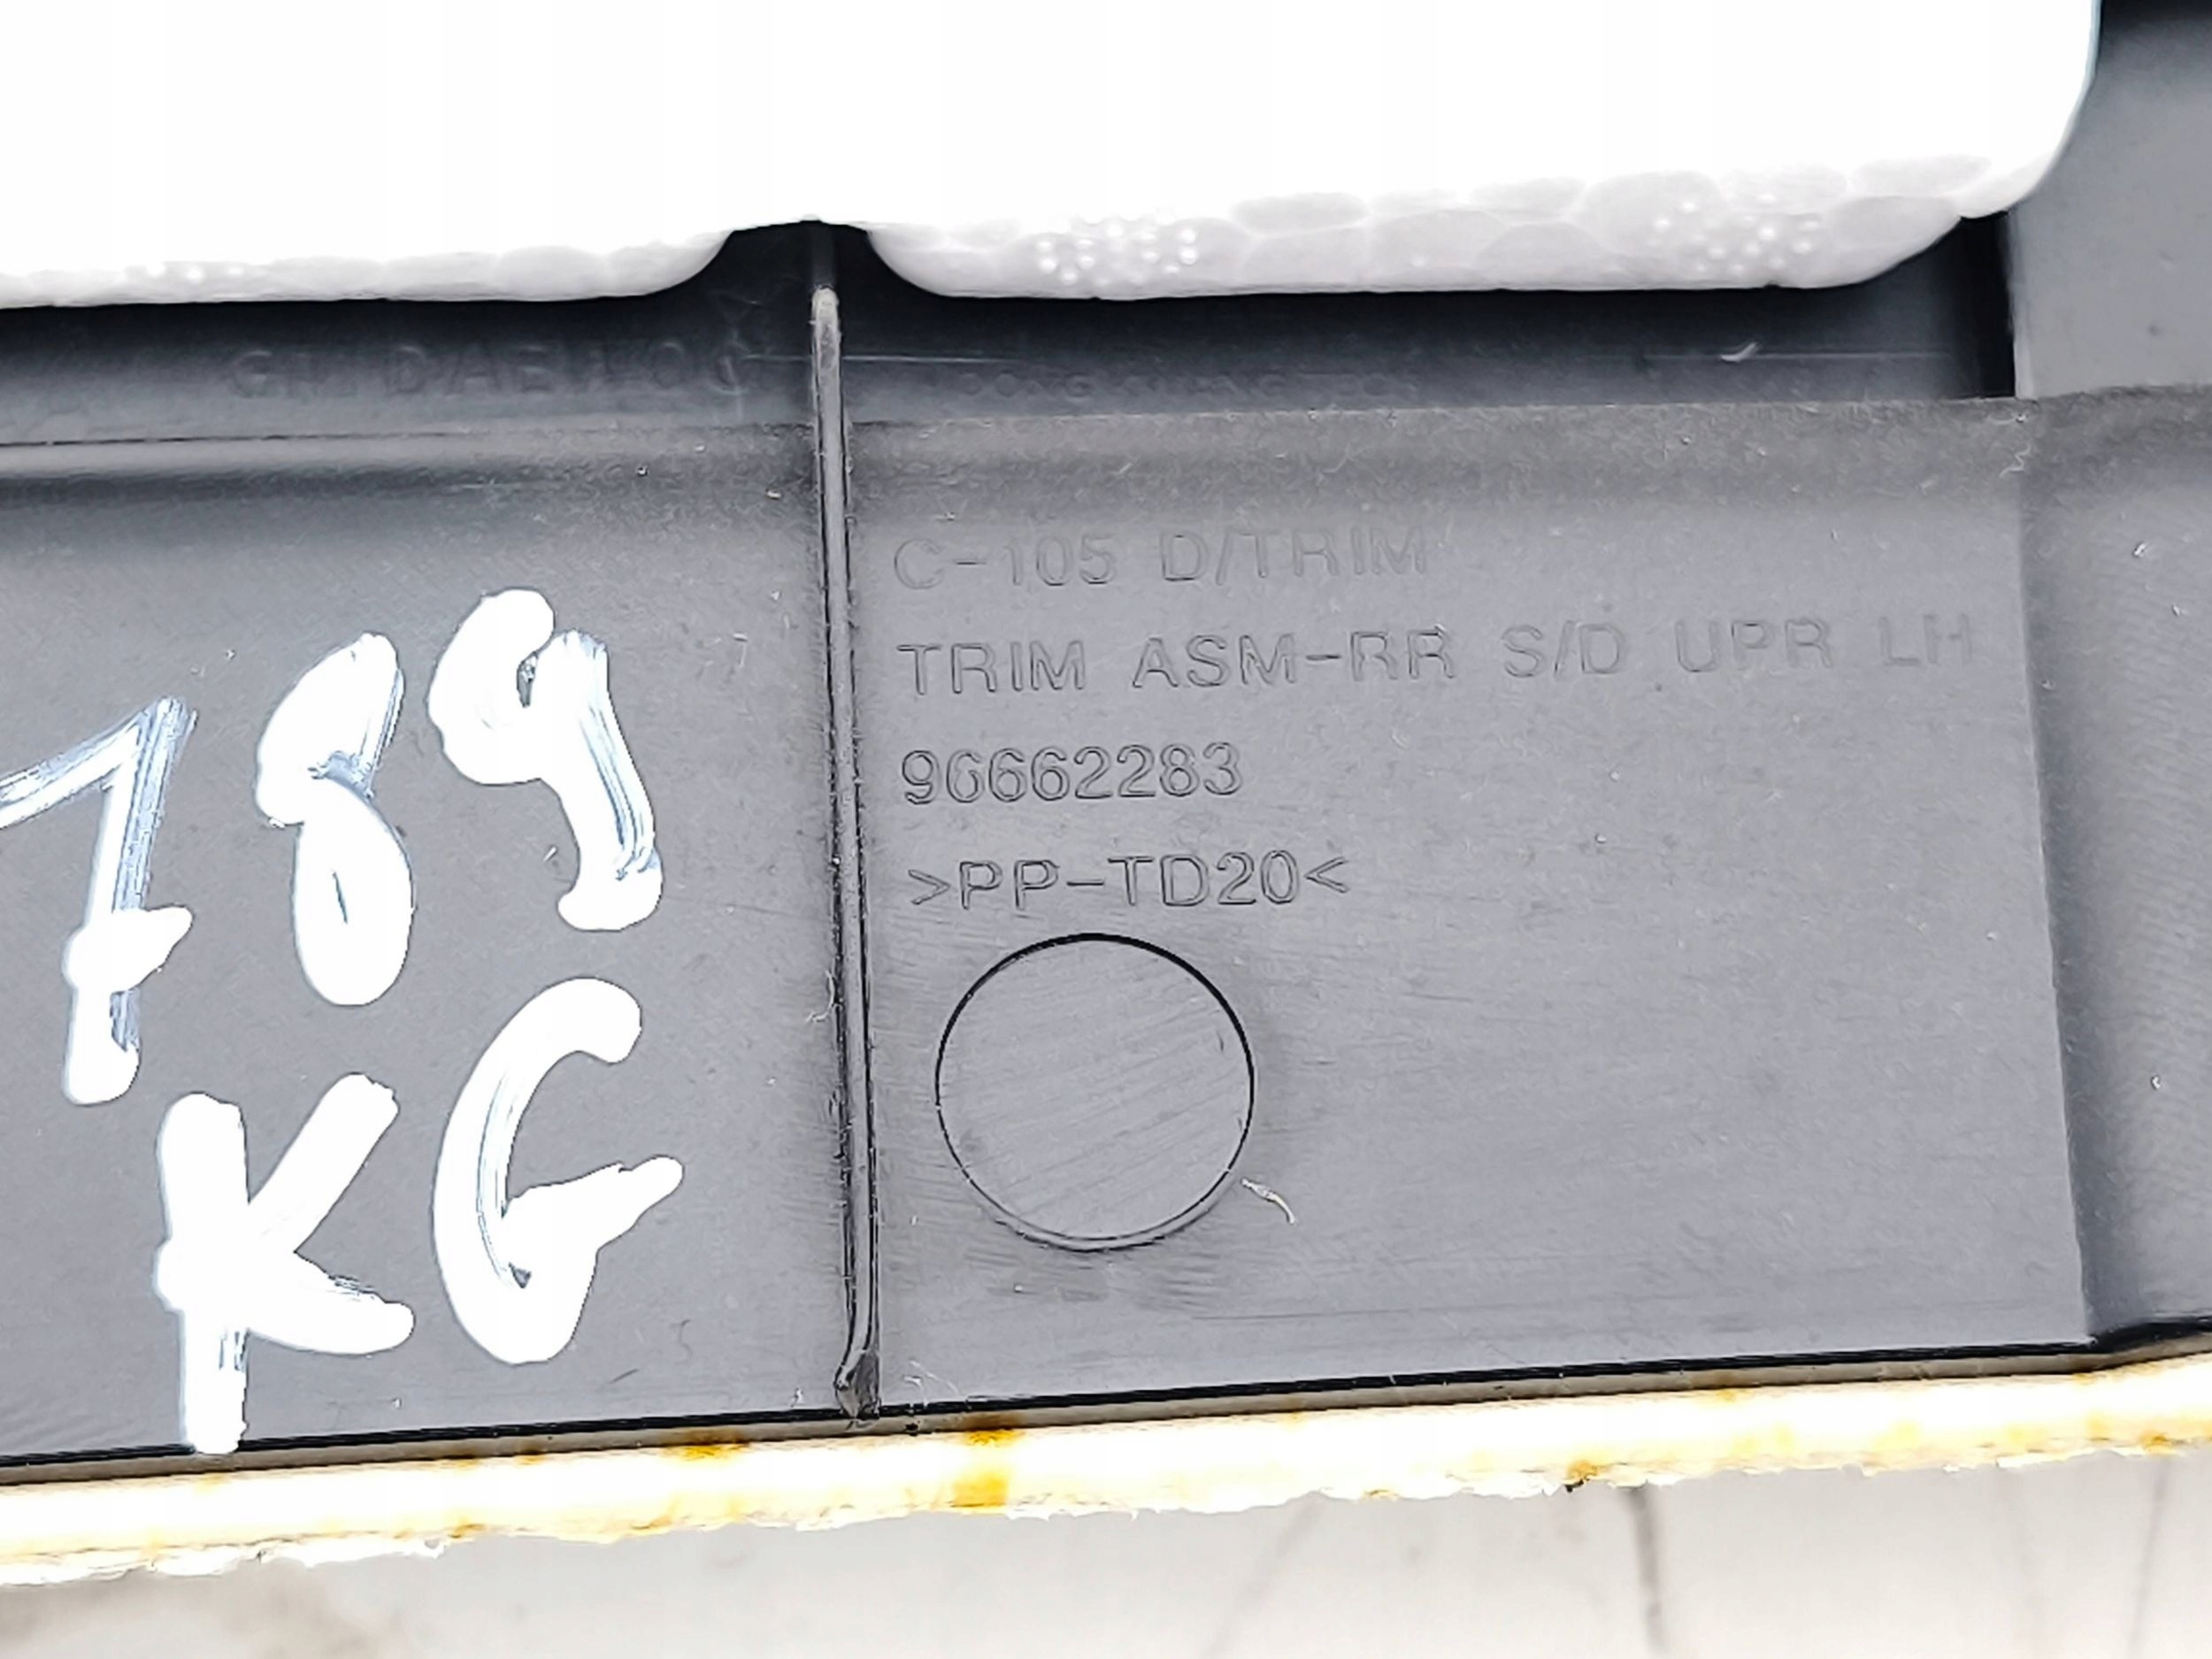 GM DAEWOO
C-105 D/TRIM
TRIM ASM-RR S/D UPR LH
96662283
>PP-TD20<
789
KG